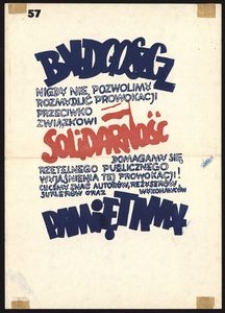 57
BYDGOSZCZ
NIGDY NIE POZWOLIMY
ROZMYDLIĆ PROWOKACJI
PRZECIWKO
ZWIĄZKOWI
SOLIDARNOŚĆ
DOMAGAMY SIĘ
RZETELNEGO PUBLICZNEGO
WYJAŚNIENIA TEJ PROWOKACJI!
CHCEMY ZNAĆ AUTORÓW, REŻYSERÓW,
SUFLERÓW ORAZ WYKONAWCÓW
PAMIĘTAMY